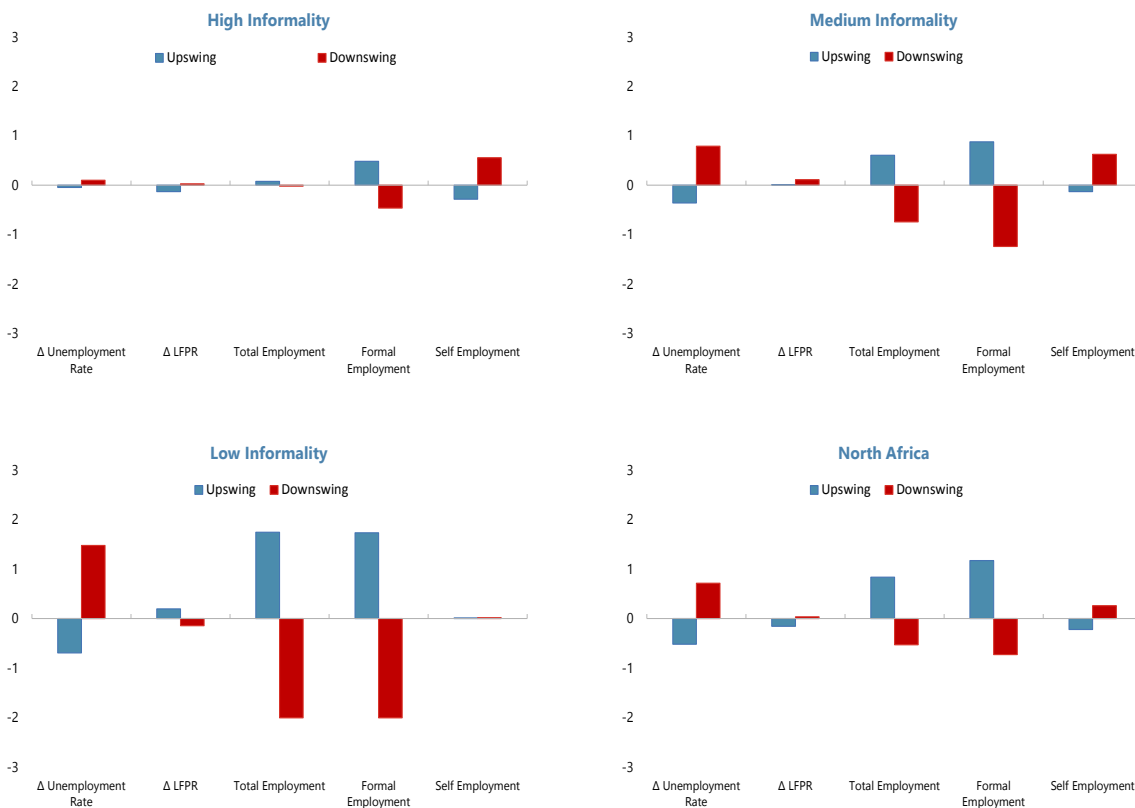 High Informality
3
Upswing Downswing
2
1
0
-1
-2
-3
Δ Unemployment Rate
Δ LFPR
Total Employment
Formal Employment
Self Employment
Medium Informality
3
Upswing Downswing
2
1
0
-1
-2
-3
Δ Unemployment Rate
Δ LFPR
Total Employment
Formal Employment
Self Employment
Low Informality
3
Upswing Downswing
2
1
0
-1
-2
-3
Δ Unemployment Rate
Δ LFPR
Total Employment
Formal Employment
Self Employment
North Africa
3
Upswing Downswing
2
1
0
-1
-2
-3
Δ Unemployment Rate
Δ LFPR
Total Employment
Formal Employment
Self Employment